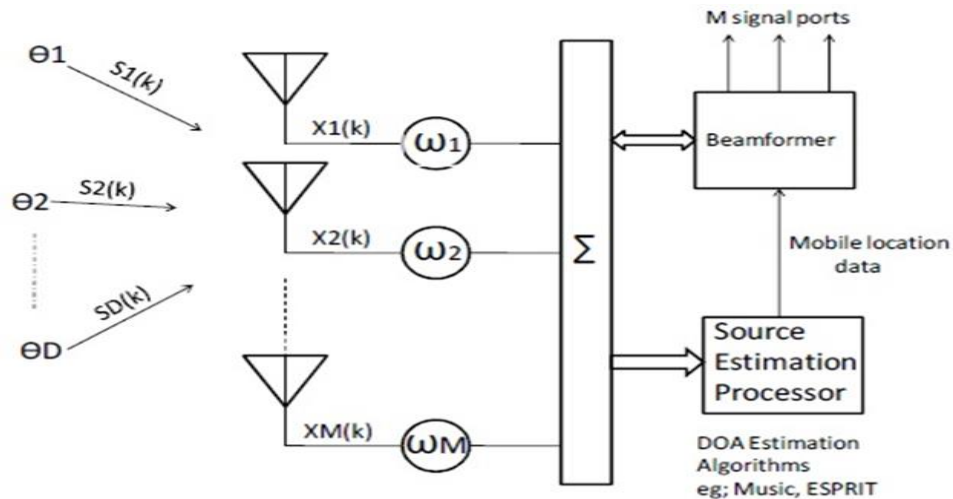 M signal ports
ϴ1
S1(k)
X1(k)
ω1
Beamformer
ϴ2
S2(k)
X2(k)
ω2
Σ
Mobile location
data
ϴD
SD(k)
XM(k)
ωM
Source
Estimation
Processor
DOA Estimation
Algorithms
eg; Music, ESPRIT